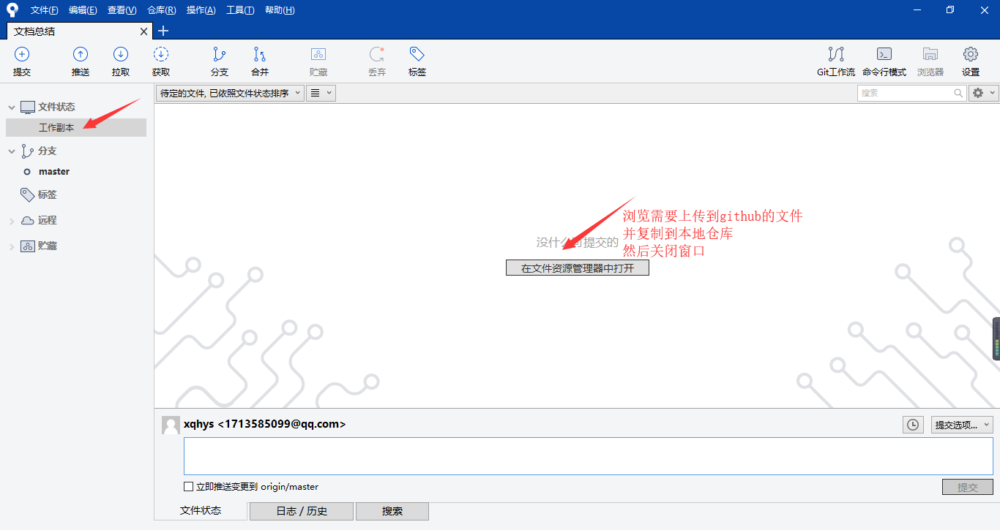 文件(F) 编辑(E) 查看(V) 仓库(R) 操作(A) 工具(T) 帮助(H)
文档总结
提交 推送 拉取 获取 分支 合并 贮藏 丢弃 标签 Git工作流 命令行模式 浏览器 设置
待定的文件, 已依照文件状态排序
搜索
文件状态
工作副本
分支
master
标签
远程
贮藏
浏览需要上传到github的文件
并复制到本地仓库
然后关闭窗口
没什么可提交的
在文件资源管理器中打开
xqhys <1713585099@qq.com>
提交选项...
立即推送变更到 origin/master
提交
文件状态 日志 / 历史 搜索